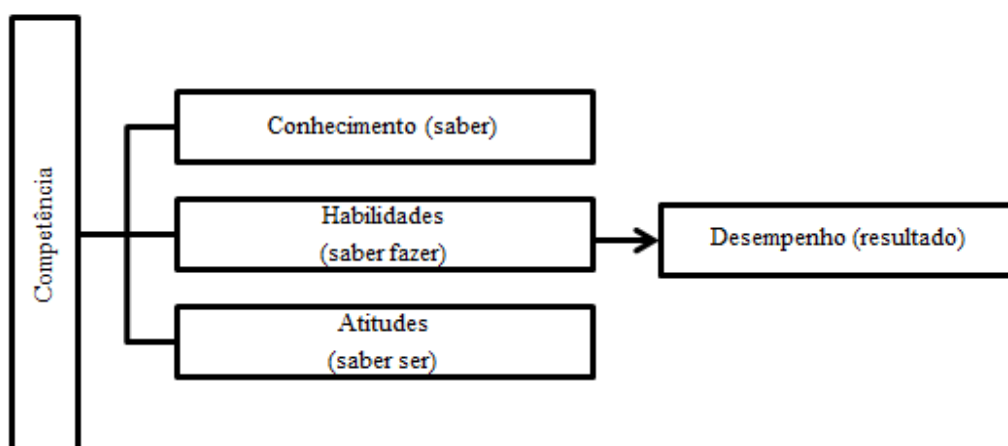 Competência
Conhecimento (saber)
Habilidades
(saber fazer)
Atitudes
(saber ser)
Desempenho (resultado)